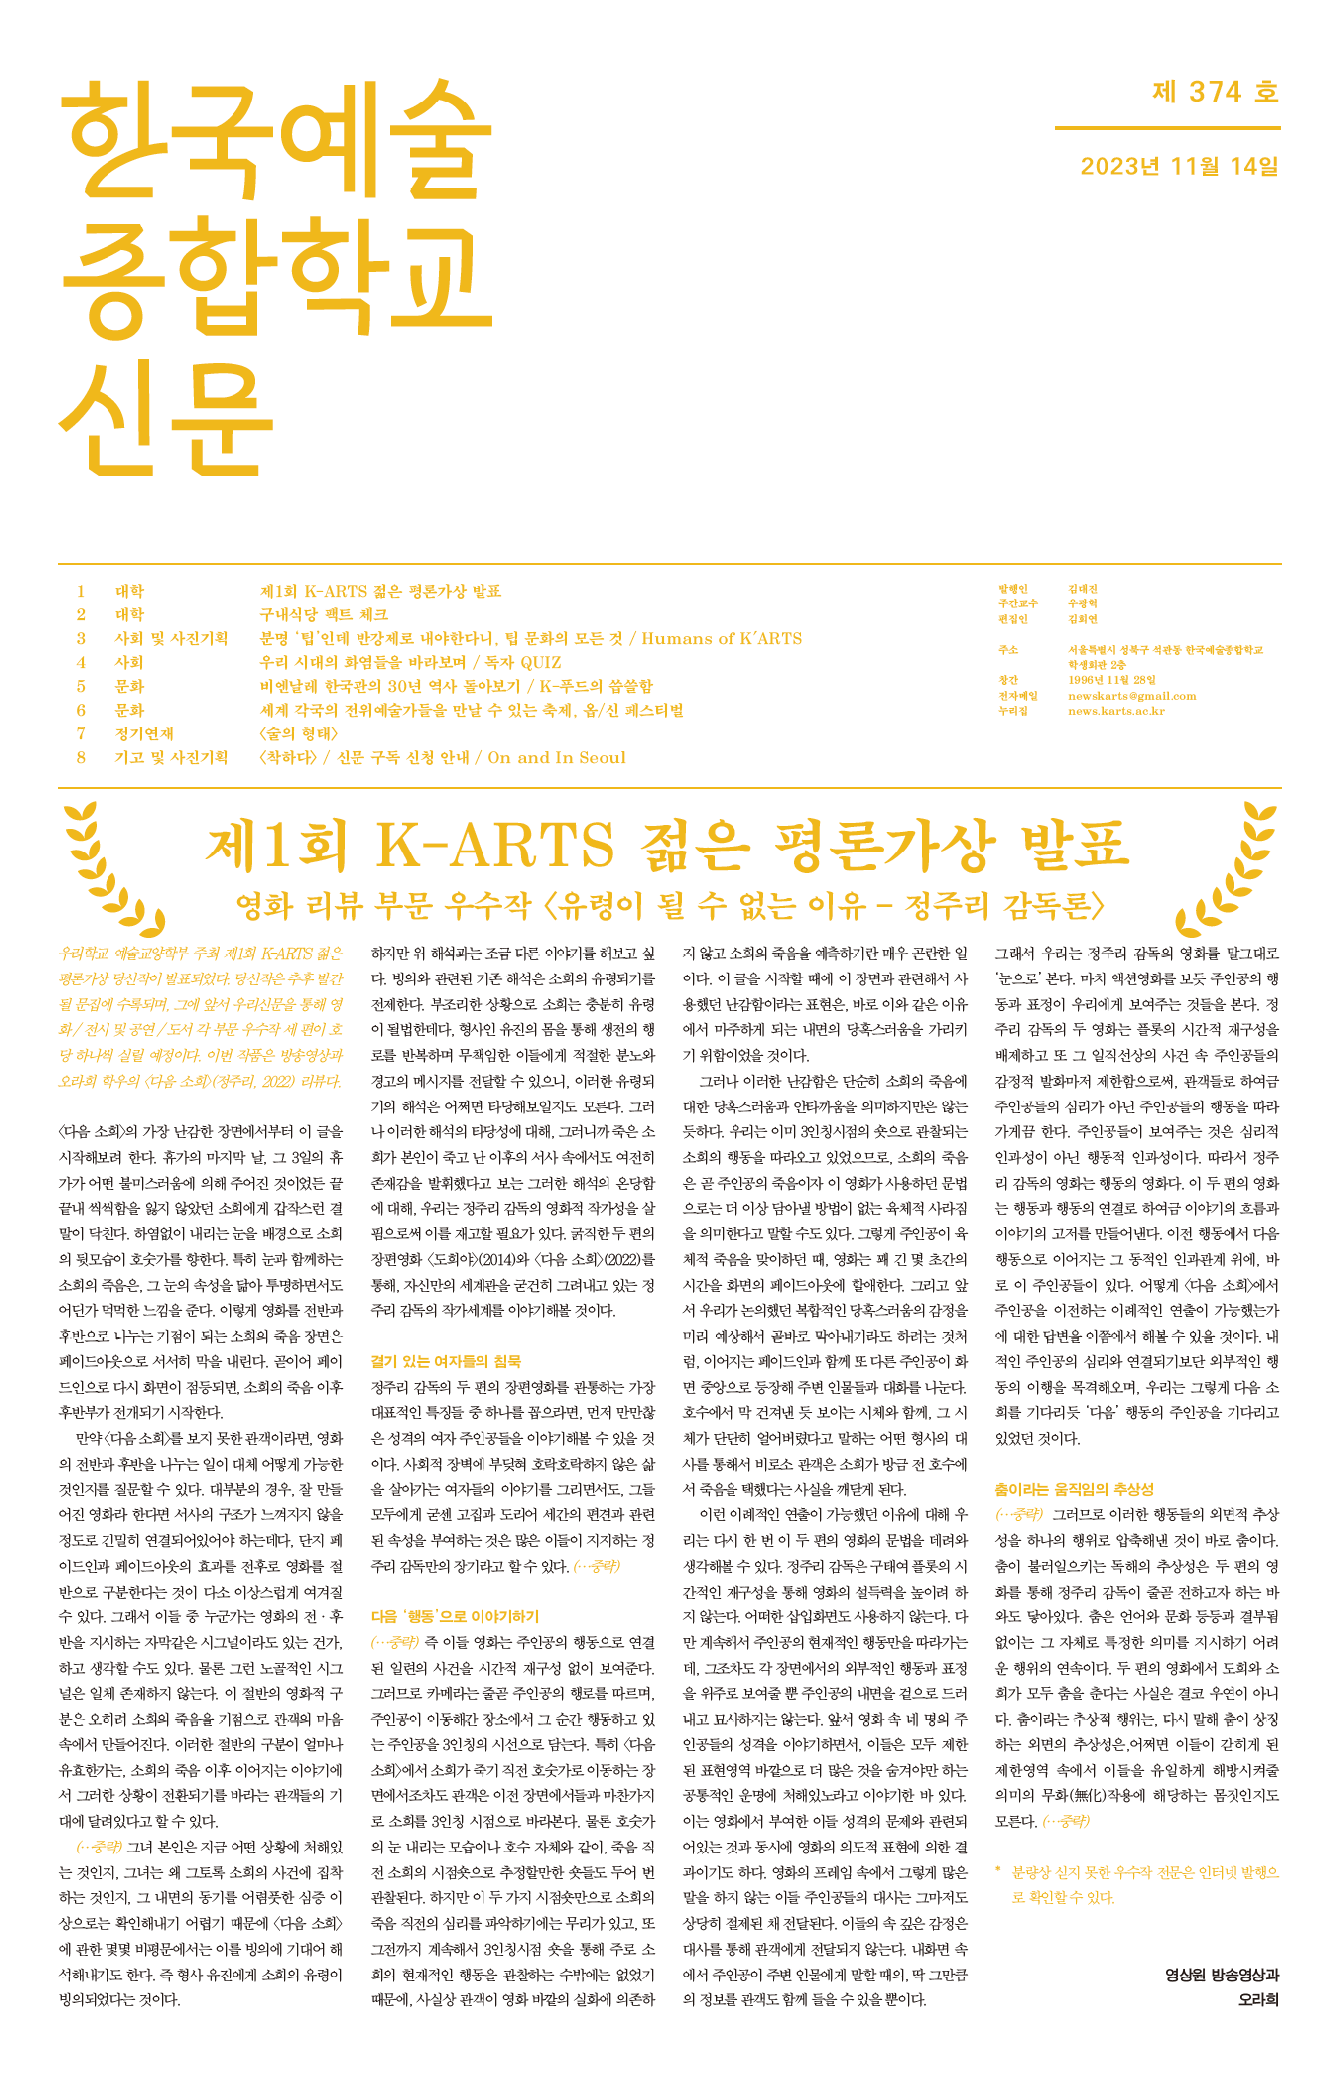 한국예술
종합학교
신문
제 374 호
2023년 11월 14일
1 대학 제1회 K-ARTS 젊은 평론가상 발표
2 대학 구내식당 팩트 체크
3 사회 및 사진기획 분명 ‘팁’인데 반강제로 내야한다니, 팁 문화의 모든 것 / Humans of K’ARTS
4 사회 우리 시대의 화염들을 바라보며 / 독자 QUIZ
5 문화 비엔날레 한국관의 30년 역사 돌아보기 / K-푸드의 씁쓸함
6 문화 세계 각국의 전위예술가들을 만날 수 있는 축제, 옵/신 페스티벌
7 정기연재 〈술의 형태〉
8 기고 및 사진기획 〈착하다〉 / 신문 구독 신청 안내 / On and In Seoul
발행인 김대진
주간교수 우광혁
편집인 김희연
주소 서울특별시 성북구 석관동 한국예술종합학교
학생회관 2층
창간 1996년 11월 28일
전자메일 newskarts@gmail.com
누리집 news.karts.ac.kr
제1회 K-ARTS 젊은 평론가상 발표
영화 리뷰 부문 우수작 〈유령이 될 수 없는 이유 – 정주리 감독론〉
우리학교 예술교양학부 주최 제1회 K-ARTS 젊은
평론가상 당선작이 발표되었다. 당선작은 추후 발간
될 문집에 수록되며, 그에 앞서 우리신문을 통해 영
화 / 전시 및 공연 / 도서 각 부문 우수작 세 편이 호
당 하나씩 실릴 예정이다. 이번 작품은 방송영상과
오라희 학우의 〈다음 소희〉(정주리, 2022) 리뷰다.
〈다음 소희〉의 가장 난감한 장면에서부터 이 글을
시작해보려 한다. 휴가의 마지막 날, 그 3일의 휴
가가 어떤 불미스러움에 의해 주어진 것이었든 끝
끝내 씩씩함을 잃지 않았던 소희에게 갑작스런 결
말이 닥친다. 하염없이 내리는 눈을 배경으로 소희
의 뒷모습이 호숫가를 향한다. 특히 눈과 함께하는
소희의 죽음은, 그 눈의 속성을 닮아 투명하면서도
어딘가 먹먹한 느낌을 준다. 이렇게 영화를 전반과
후반으로 나누는 기점이 되는 소희의 죽음 장면은
페이드아웃으로 서서히 막을 내린다. 곧이어 페이
드인으로 다시 화면이 점등되면, 소희의 죽음 이후
후반부가 전개되기 시작한다.
만약 〈다음 소희〉를 보지 못한 관객이라면, 영화
의 전반과 후반을 나누는 일이 대체 어떻게 가능한
것인지를 질문할 수 있다. 대부분의 경우, 잘 만들
어진 영화라 한다면 서사의 구조가 느껴지지 않을
정도로 긴밀히 연결되어있어야 하는데다, 단지 페
이드인과 페이드아웃의 효과를 전후로 영화를 절
반으로 구분한다는 것이 다소 이상스럽게 여겨질
수 있다. 그래서 이들 중 누군가는 영화의 전 · 후
반을 지시하는 자막같은 시그널이라도 있는 건가,
하고 생각할 수도 있다. 물론 그런 노골적인 시그
널은 일체 존재하지 않는다. 이 절반의 영화적 구
분은 오히려 소희의 죽음을 기점으로 관객의 마음
속에서 만들어진다. 이러한 절반의 구분이 얼마나
유효한가는, 소희의 죽음 이후 이어지는 이야기에
서 그러한 상황이 전환되기를 바라는 관객들의 기
대에 달려있다고 할 수 있다.
(…중략) 그녀 본인은 지금 어떤 상황에 처해있
는 것인지, 그녀는 왜 그토록 소희의 사건에 집착
하는 것인지, 그 내면의 동기를 어렴풋한 심증 이
상으로는 확인해내기 어렵기 때문에 〈다음 소희〉
에 관한 몇몇 비평문에서는 이를 빙의에 기대어 해
석해내기도 한다. 즉 형사 유진에게 소희의 유령이
빙의되었다는 것이다.
하지만 위 해석과는 조금 다른 이야기를 해보고 싶
다. 빙의와 관련된 기존 해석은 소희의 유령되기를
전제한다. 부조리한 상황으로 소희는 충분히 유령
이 될법한데다, 형사인 유진의 몸을 통해 생전의 행
로를 반복하며 무책임한 이들에게 적절한 분노와
경고의 메시지를 전달할 수 있으니, 이러한 유령되
기의 해석은 어쩌면 타당해보일지도 모른다. 그러
나 이러한 해석의 타당성에 대해, 그러니까 죽은 소
희가 본인이 죽고 난 이후의 서사 속에서도 여전히
존재감을 발휘했다고 보는 그러한 해석의 온당함
에 대해, 우리는 정주리 감독의 영화적 작가성을 살
핌으로써 이를 재고할 필요가 있다. 굵직한 두 편의
장편영화 〈도희야〉(2014)와 〈다음 소희〉(2022)를
통해, 자신만의 세계관을 굳건히 그려내고 있는 정
주리 감독의 작가세계를 이야기해볼 것이다.
결기 있는 여자들의 침묵
정주리 감독의 두 편의 장편영화를 관통하는 가장
대표적인 특징들 중 하나를 꼽으라면, 먼저 만만찮
은 성격의 여자 주인공들을 이야기해볼 수 있을 것
이다. 사회적 장벽에 부딪혀 호락호락하지 않은 삶
을 살아가는 여자들의 이야기를 그리면서도, 그들
모두에게 굳센 고집과 도리어 세간의 편견과 관련
된 속성을 부여하는 것은 많은 이들이 지지하는 정
주리 감독만의 장기라고 할 수 있다. (…중략)
다음 ‘행동’으로 이야기하기
(…중략) 즉 이들 영화는 주인공의 행동으로 연결
된 일련의 사건을 시간적 재구성 없이 보여준다.
그러므로 카메라는 줄곧 주인공의 행로를 따르며,
주인공이 이동해간 장소에서 그 순간 행동하고 있
는 주인공을 3인칭의 시선으로 담는다. 특히 〈다음
소희〉에서 소희가 죽기 직전 호숫가로 이동하는 장
면에서조차도 관객은 이전 장면에서들과 마찬가지
로 소희를 3인칭 시점으로 바라본다. 물론 호숫가
의 눈 내리는 모습이나 호수 자체와 같이, 죽음 직
전 소희의 시점숏으로 추정할만한 숏들도 두어 번
관찰된다. 하지만 이 두 가지 시점숏만으로 소희의
죽음 직전의 심리를 파악하기에는 무리가 있고, 또
그전까지 계속해서 3인칭시점 숏을 통해 주로 소
희의 현재적인 행동을 관찰하는 수밖에는 없었기
때문에, 사실상 관객이 영화 바깥의 실화에 의존하
지 않고 소희의 죽음을 예측하기란 매우 곤란한 일
이다. 이 글을 시작할 때에 이 장면과 관련해서 사
용했던 난감함이라는 표현은, 바로 이와 같은 이유
에서 마주하게 되는 내면의 당혹스러움을 가리키
기 위함이었을 것이다.
그러나 이러한 난감함은 단순히 소희의 죽음에
대한 당혹스러움과 안타까움을 의미하지만은 않는
듯하다. 우리는 이미 3인칭시점의 숏으로 관찰되는
소희의 행동을 따라오고 있었으므로, 소희의 죽음
은 곧 주인공의 죽음이자 이 영화가 사용하던 문법
으로는 더 이상 담아낼 방법이 없는 육체적 사라짐
을 의미한다고 말할 수도 있다. 그렇게 주인공이 육
체적 죽음을 맞이하던 때, 영화는 꽤 긴 몇 초간의
시간을 화면의 페이드아웃에 할애한다. 그리고 앞
서 우리가 논의했던 복합적인 당혹스러움의 감정을
미리 예상해서 곧바로 막아내기라도 하려는 것처
럼, 이어지는 페이드인과 함께 또 다른 주인공이 화
면 중앙으로 등장해 주변 인물들과 대화를 나눈다.
호수에서 막 건져낸 듯 보이는 시체와 함께, 그 시
체가 단단히 얼어버렸다고 말하는 어떤 형사의 대
사를 통해서 비로소 관객은 소희가 방금 전 호수에
서 죽음을 택했다는 사실을 깨닫게 된다.
이런 이례적인 연출이 가능했던 이유에 대해 우
리는 다시 한 번 이 두 편의 영화의 문법을 데려와
생각해볼 수 있다. 정주리 감독은 구태여 플롯의 시
간적인 재구성을 통해 영화의 설득력을 높이려 하
지 않는다. 어떠한 삽입화면도 사용하지 않는다. 다
만 계속해서 주인공의 현재적인 행동만을 따라가는
데, 그조차도 각 장면에서의 외부적인 행동과 표정
을 위주로 보여줄 뿐 주인공의 내면을 겉으로 드러
내고 묘사하지는 않는다. 앞서 영화 속 네 명의 주
인공들의 성격을 이야기하면서, 이들은 모두 제한
된 표현영역 바깥으로 더 많은 것을 숨겨야만 하는
공통적인 운명에 처해있노라고 이야기한 바 있다.
이는 영화에서 부여한 이들 성격의 문제와 관련되
어있는 것과 동시에 영화의 의도적 표현에 의한 결
과이기도 하다. 영화의 프레임 속에서 그렇게 많은
말을 하지 않는 이들 주인공들의 대사는 그마저도
상당히 절제된 채 전달된다. 이들의 속 깊은 감정은
대사를 통해 관객에게 전달되지 않는다. 내화면 속
에서 주인공이 주변 인물에게 말할 때의, 딱 그만큼
의 정보를 관객도 함께 들을 수 있을 뿐이다.
그래서 우리는 정주리 감독의 영화를 말그대로
‘눈으로’ 본다. 마치 액션영화를 보듯 주인공의 행
동과 표정이 우리에게 보여주는 것들을 본다. 정
주리 감독의 두 영화는 플롯의 시간적 재구성을
배제하고 또 그 일직선상의 사건 속 주인공들의
감정적 발화마저 제한함으로써, 관객들로 하여금
주인공들의 심리가 아닌 주인공들의 행동을 따라
가게끔 한다. 주인공들이 보여주는 것은 심리적
인과성이 아닌 행동적 인과성이다. 따라서 정주
리 감독의 영화는 행동의 영화다. 이 두 편의 영화
는 행동과 행동의 연결로 하여금 이야기의 흐름과
이야기의 고저를 만들어낸다. 이전 행동에서 다음
행동으로 이어지는 그 동적인 인과관계 위에, 바
로 이 주인공들이 있다. 어떻게 〈다음 소희〉에서
주인공을 이전하는 이례적인 연출이 가능했는가
에 대한 답변을 이쯤에서 해볼 수 있을 것이다. 내
적인 주인공의 심리와 연결되기보단 외부적인 행
동의 이행을 목격해오며, 우리는 그렇게 다음 소
희를 기다리듯 ‘다음’ 행동의 주인공을 기다리고
있었던 것이다.
춤이라는 움직임의 추상성
(…중략) 그러므로 이러한 행동들의 외면적 추상
성을 하나의 행위로 압축해낸 것이 바로 춤이다.
춤이 불러일으키는 독해의 추상성은 두 편의 영
화를 통해 정주리 감독이 줄곧 전하고자 하는 바
와도 닿아있다. 춤은 언어와 문화 등등과 결부됨
없이는 그 자체로 특정한 의미를 지시하기 어려
운 행위의 연속이다. 두 편의 영화에서 도희와 소
희가 모두 춤을 춘다는 사실은 결코 우연이 아니
다. 춤이라는 추상적 행위는, 다시 말해 춤이 상징
하는 외면의 추상성은,어쩌면 이들이 갇히게 된
제한영역 속에서 이들을 유일하게 해방시켜줄
의미의 무화(無化)작용에 해당하는 몸짓인지도
모른다. (…중략)
* 분량상 싣지 못한 우수작 전문은 인터넷 발행으
로 확인할 수 있다.
영상원 방송영상과
오라희